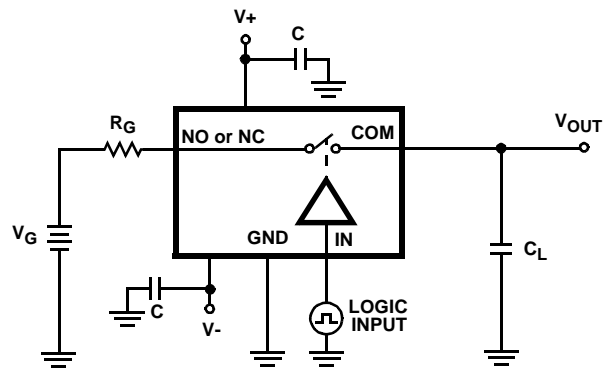 V+
C
RG
NO or NC
COM
VOUT
VG
GND
IN
CL
C
V-
LOGIC
INPUT